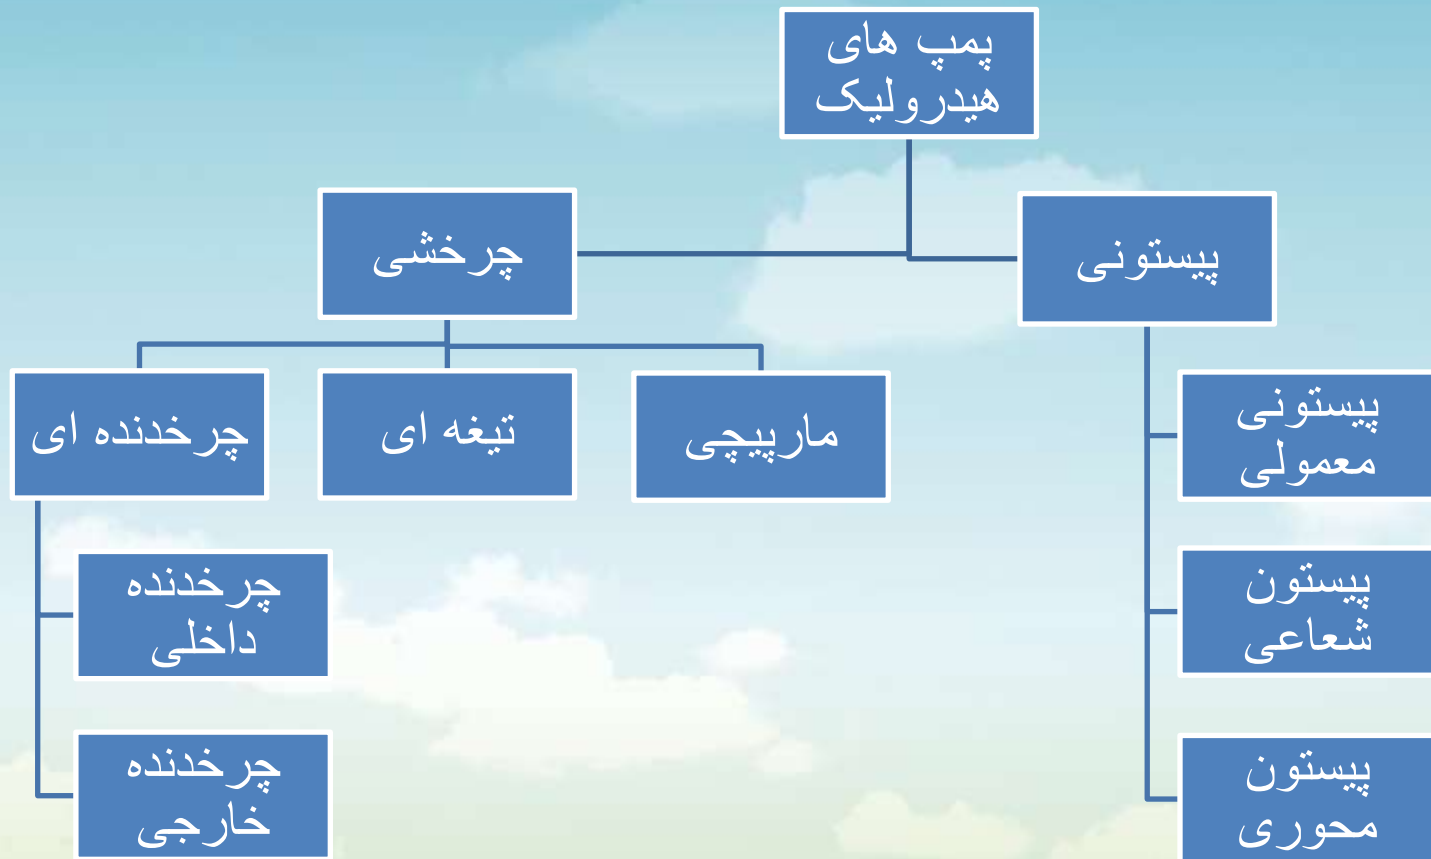 پمپ های
هیدرولیک
پیستونی
چرخشی
پیستونی
معمولی
پیستون
شعاعی
پیستون
محوری
مارپیچی
تیغه ای
چرخدنده ای
چرخدنده
داخلی
چرخدنده
خارجی